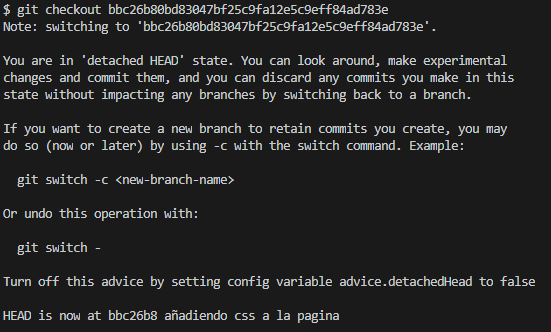 $ git checkout bbc26b80bd83047bf25c9fa12e5c9eff84ad783e
Note: switching to 'bbc26b80bd83047bf25c9fa12e5c9eff84ad783e'.
You are in 'detached HEAD' state. You can look around, make experimental
changes and commit them, and you can discard any commits you make in this
state without impacting any branches by switching back to a branch.
If you want to create a new branch to retain commits you create, you may
do so (now or later) by using -c with the switch command. Example:
git switch -c <new-branch-name>
Or undo this operation with:
git switch -
Turn off this advice by setting config variable advice.detachedHead to false
HEAD is now at bbc26b8 añadiendo css a la pagina